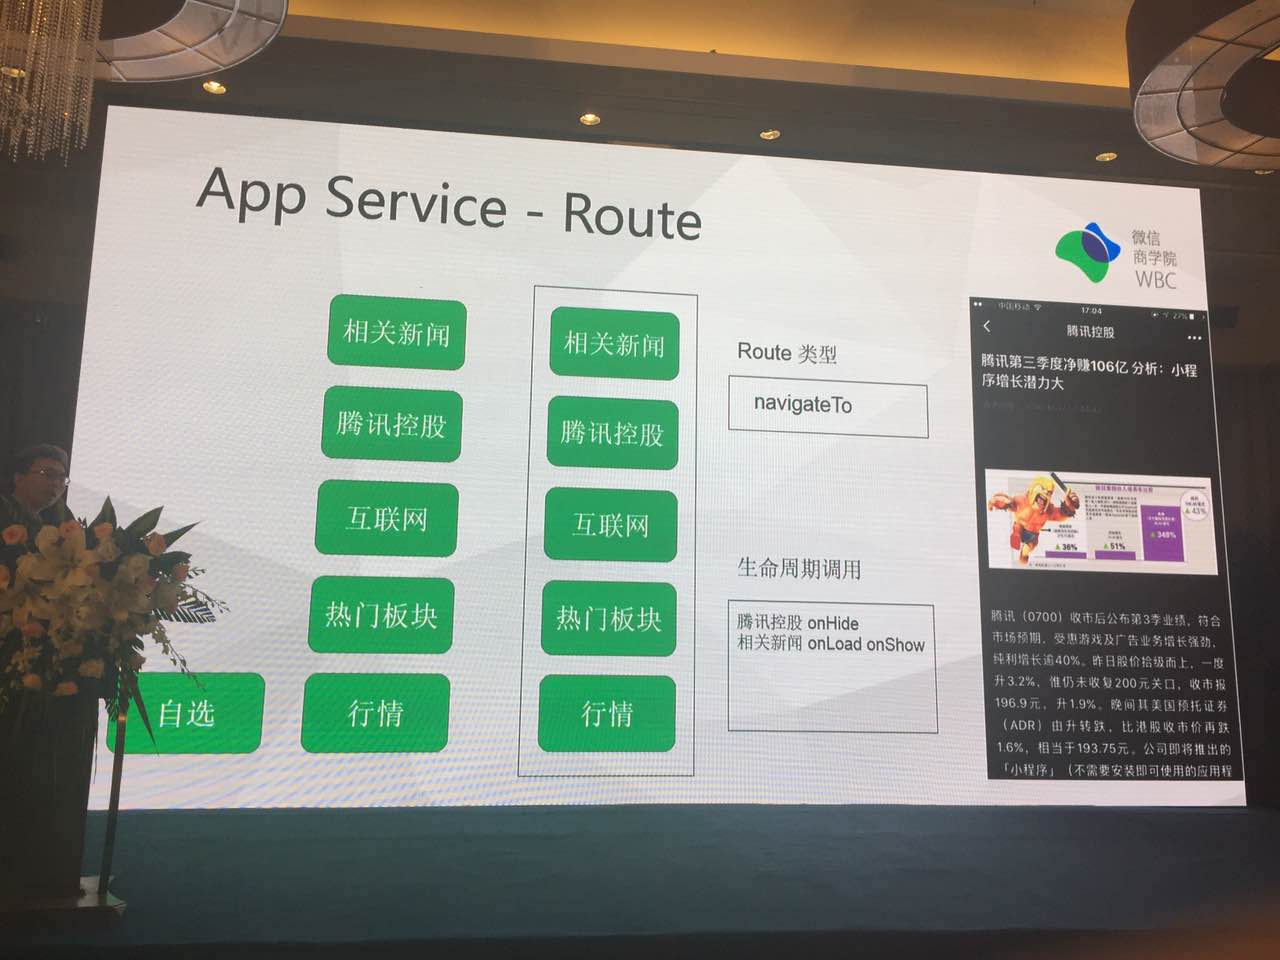 App Service - Route
微信
商学院
WBC
相关新闻
腾讯控股
互联网
热门板块
自选
行情
相关新闻
腾讯控股
互联网
热门板块
行情
Route 类型
navigateTo
生命周期调用
腾讯控股 onHide
相关新闻 onLoad onShow
中国移动
17:04
27%
腾讯控股
腾讯第三季度净赚106亿 分析：小程
序增长潜力大
36%
51%
348%
43%
腾讯（0700）收市后公布第3季业绩，符合
市场预期，受惠游戏及广告业务增长强劲，
纯利增长逾40%。昨日股价拾级而上，一度
升3.2%，惟仍未收复200元关口，收市报
196.9元，升1.9%。晚间其美国预托证券
（ADR）由升转跌，比港股收市价再跌
1.6%，相当于193.75元。公司即将推出的
「小程序」（不需要安装即可使用的应用程